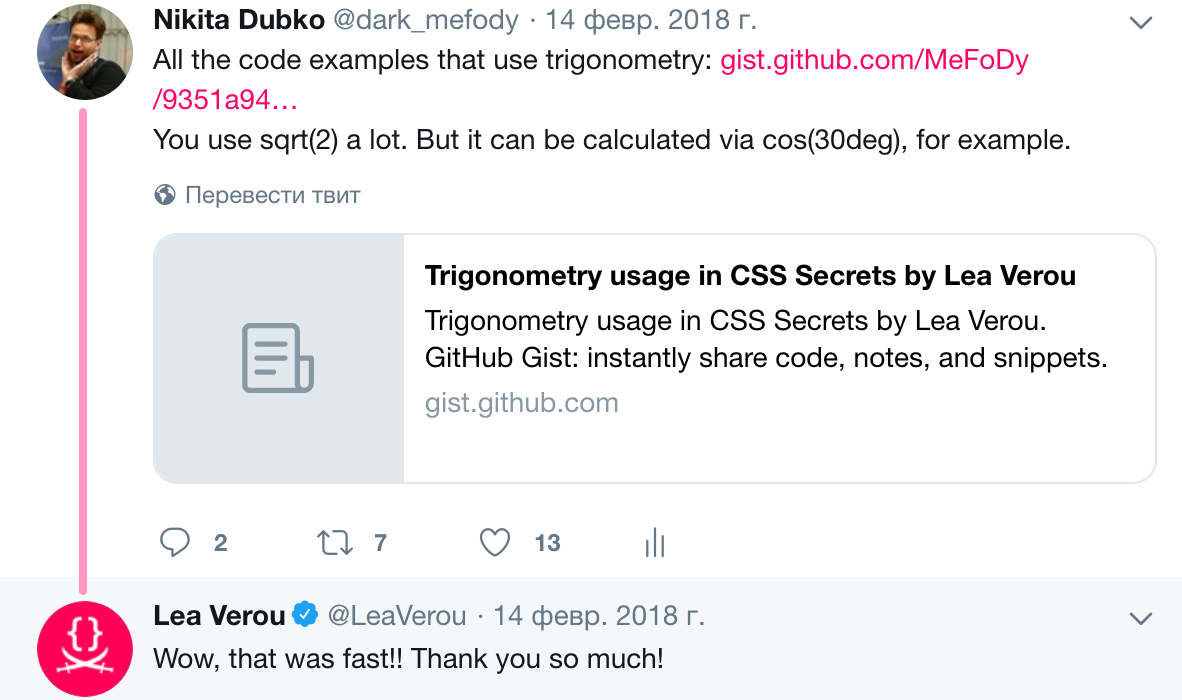 Nikita Dubko @dark_mefody · 14 февр. 2018 г.
All the code examples that use trigonometry: gist.github.com/MeFoDy
/9351a94…
You use sqrt(2) a lot. But it can be calculated via cos(30deg), for example.
Перевести твит
Trigonometry usage in CSS Secrets by Lea Verou
Trigonometry usage in CSS Secrets by Lea Verou.
GitHub Gist: instantly share code, notes, and snippets.
gist.github.com
2 7 13
Lea Verou @LeaVerou · 14 февр. 2018 г.
Wow, that was fast!! Thank you so much!